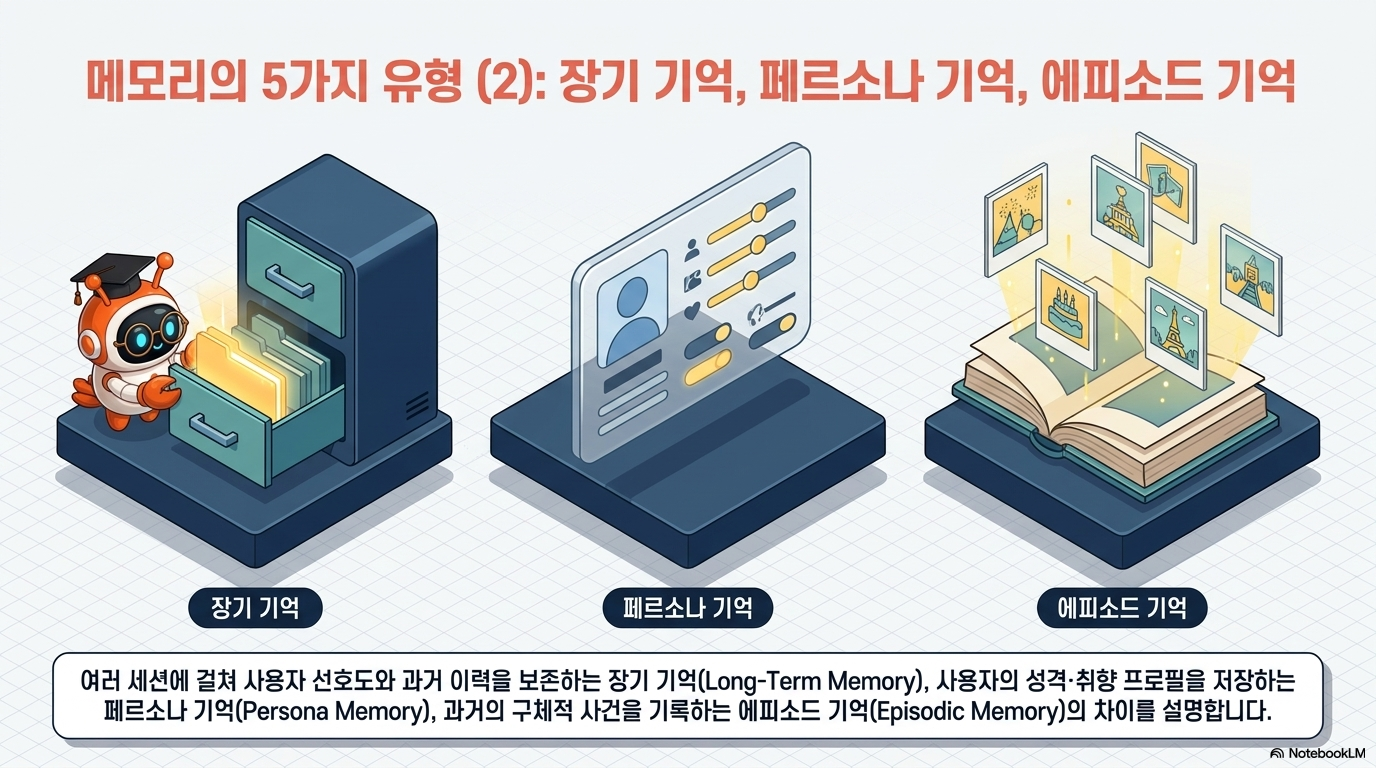 메모리의 5가지 유형 (2): 장기 기억, 페르소나 기억, 에피소드 기억
장기 기억
페르소나 기억
에피소드 기억
여러 세션에 걸쳐 사용자 선호도와 과거 이력을 보존하는 장기 기억(Long-Term Memory), 사용자의 성격·취향 프로필을 저장하는
페르소나 기억(Persona Memory), 과거의 구체적 사건을 기록하는 에피소드 기억(Episodic Memory)의 차이를 설명합니다.
NotebookLM